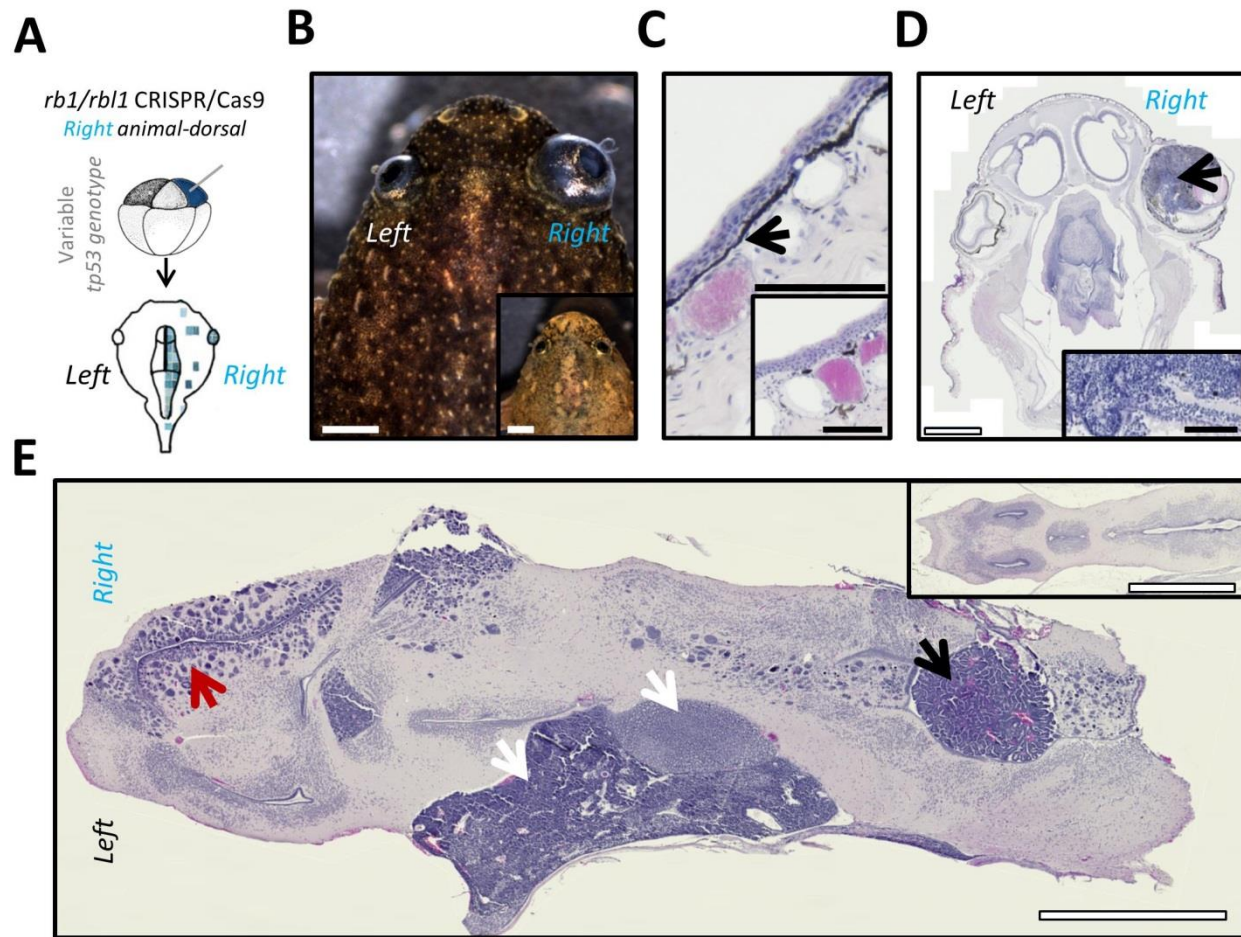 A
rb1/rbl1 CRISPR/Cas9
Right animal-dorsal
Variable
tp53 genotype
Left
Right
B
Left
Right
C
D
Left
Right
E
Right
Left